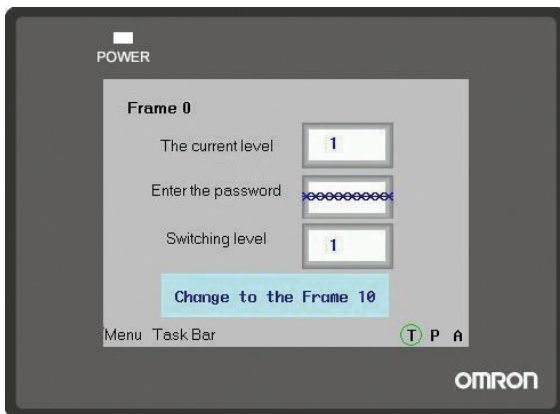 POWER
Frame 0
The current level 1
Enter the password
Switching level 1
Change to the Frame 10
Menu Task Bar T P A
OMRON